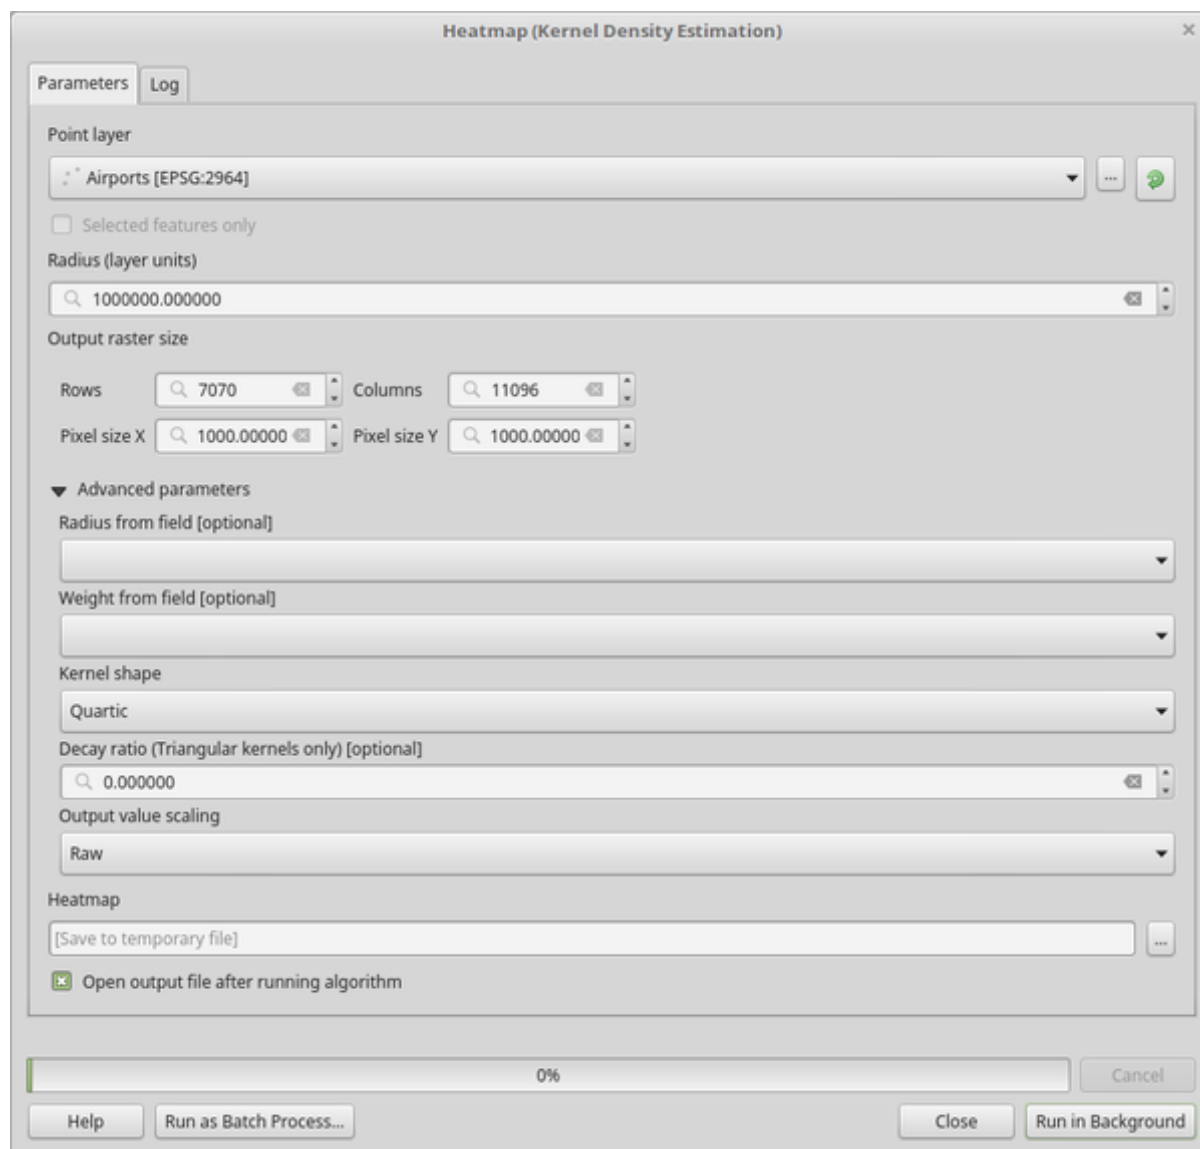 Heatmap (Kernel Density Estimation)
Parameters Log
Point layer
Airports [EPSG:2964] ...
Selected features only
Radius (layer units)
1000000.000000
Output raster size
Rows 7070 Columns 11096
Pixel size X 1000.00000 Pixel size Y 1000.00000
Advanced parameters
Radius from field [optional]
Weight from field [optional]
Kernel shape
Quartic
Decay ratio (Triangular kernels only) [optional]
0.000000
Output value scaling
Raw
Heatmap
[Save to temporary file] ...
Open output file after running algorithm
0% Cancel
Help Run as Batch Process... Close Run in Background